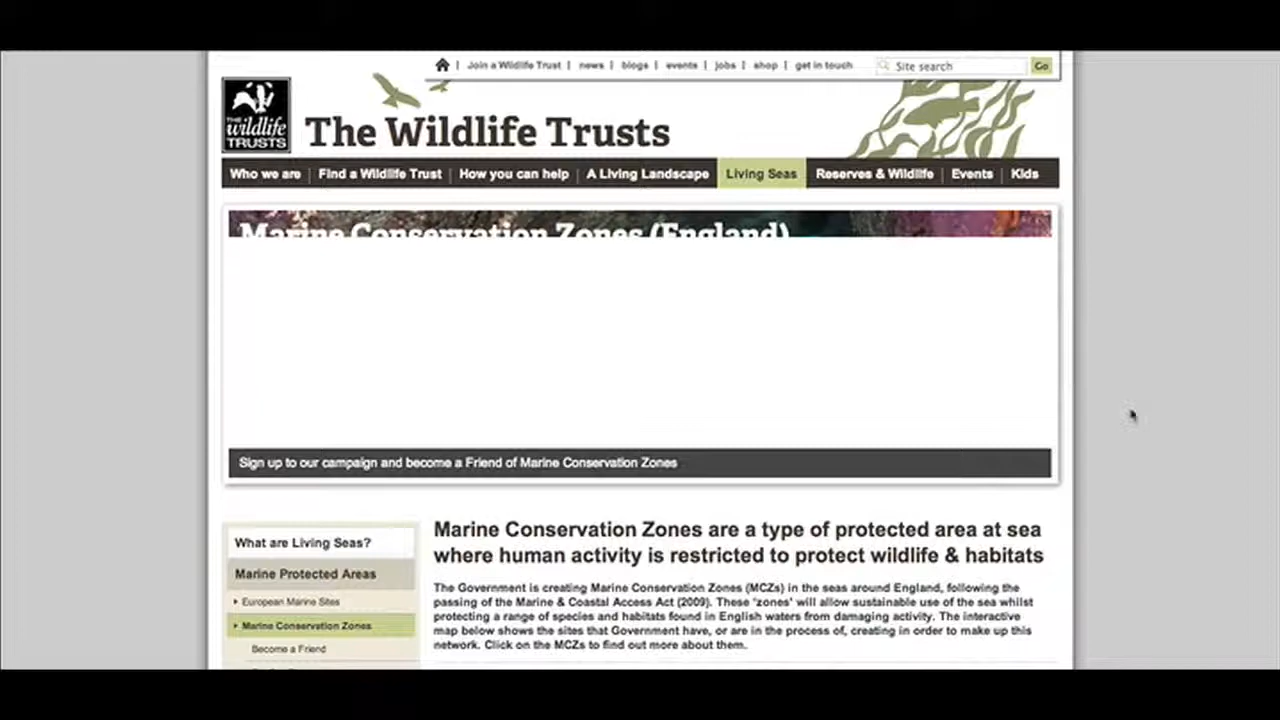 Join a Wildlife Trust | news | blogs | events | jobs | shop | get in touch
Site search
Go
THE wildlife TRUSTS
The Wildlife Trusts
Who we are | Find a Wildlife Trust | How you can help | A Living Landscape | Living Seas | Reserves & Wildlife | Events | Kids
Marine Conservation Zones (England)
Sign up to our campaign and become a Friend of Marine Conservation Zones
What are Living Seas?
Marine Protected Areas
European Marine Sites
Marine Conservation Zones
Become a Friend
Marine Conservation Zones are a type of protected area at sea
where human activity is restricted to protect wildlife & habitats
The Government is creating Marine Conservation Zones (MCZs) in the seas around England, following the
passing of the Marine & Coastal Access Act (2009). These 'zones' will allow sustainable use of the sea whilst
protecting a range of species and habitats found in English waters from damaging activity. The interactive
map below shows the sites that Government have, or are in the process of, creating in order to make up this
network. Click on the MCZs to find out more about them.